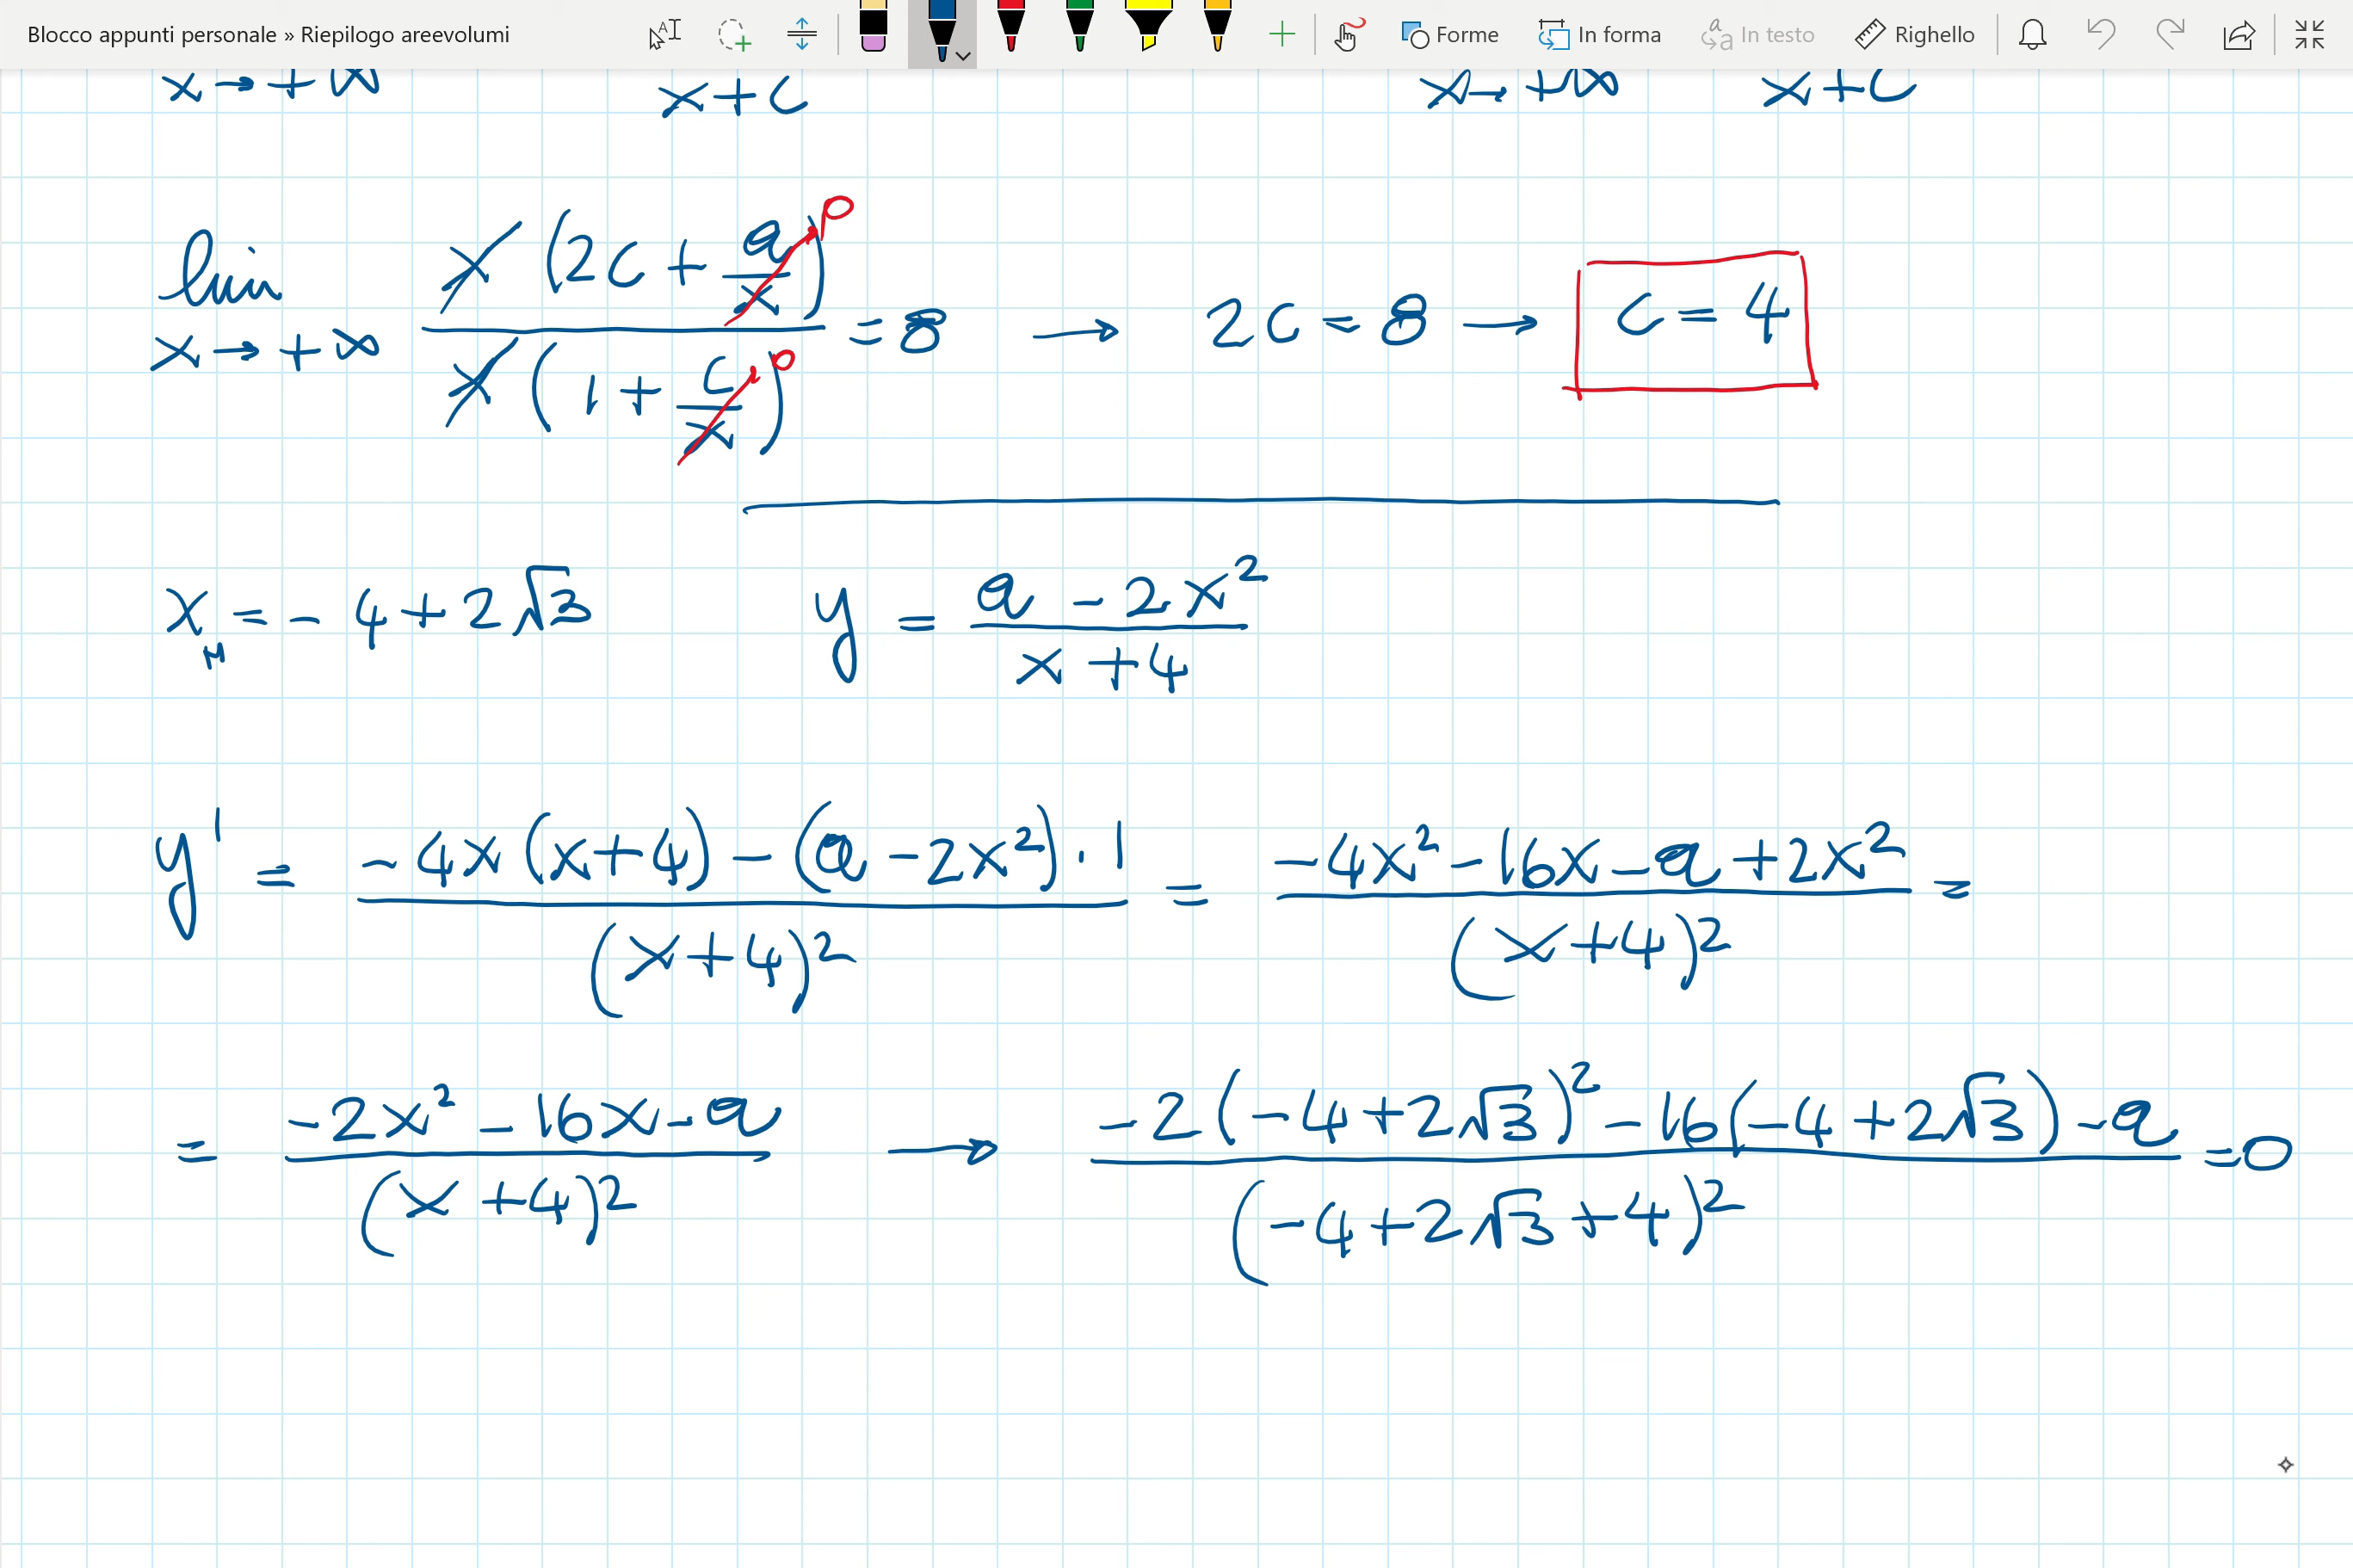 Blocco appunti personale » Riepilogo areevolumi Forme In forma In testo Righello
x → +∞ x + c x → +∞ x + c
lim x → +∞ x (2c + a/x) / x (1 + c/x) = 8 → 2c = 8 → c = 4
0
0
x_M = -4 + 2√3 y = (a - 2x²) / (x + 4)
y' = (-4x (x + 4) - (a - 2x²) · 1) / (x + 4)² = (-4x² - 16x - a + 2x²) / (x + 4)² =
= (-2x² - 16x - a) / (x + 4)² → (-2 (-4 + 2√3)² - 16 (-4 + 2√3) - a) / (-4 + 2√3 + 4)² = 0